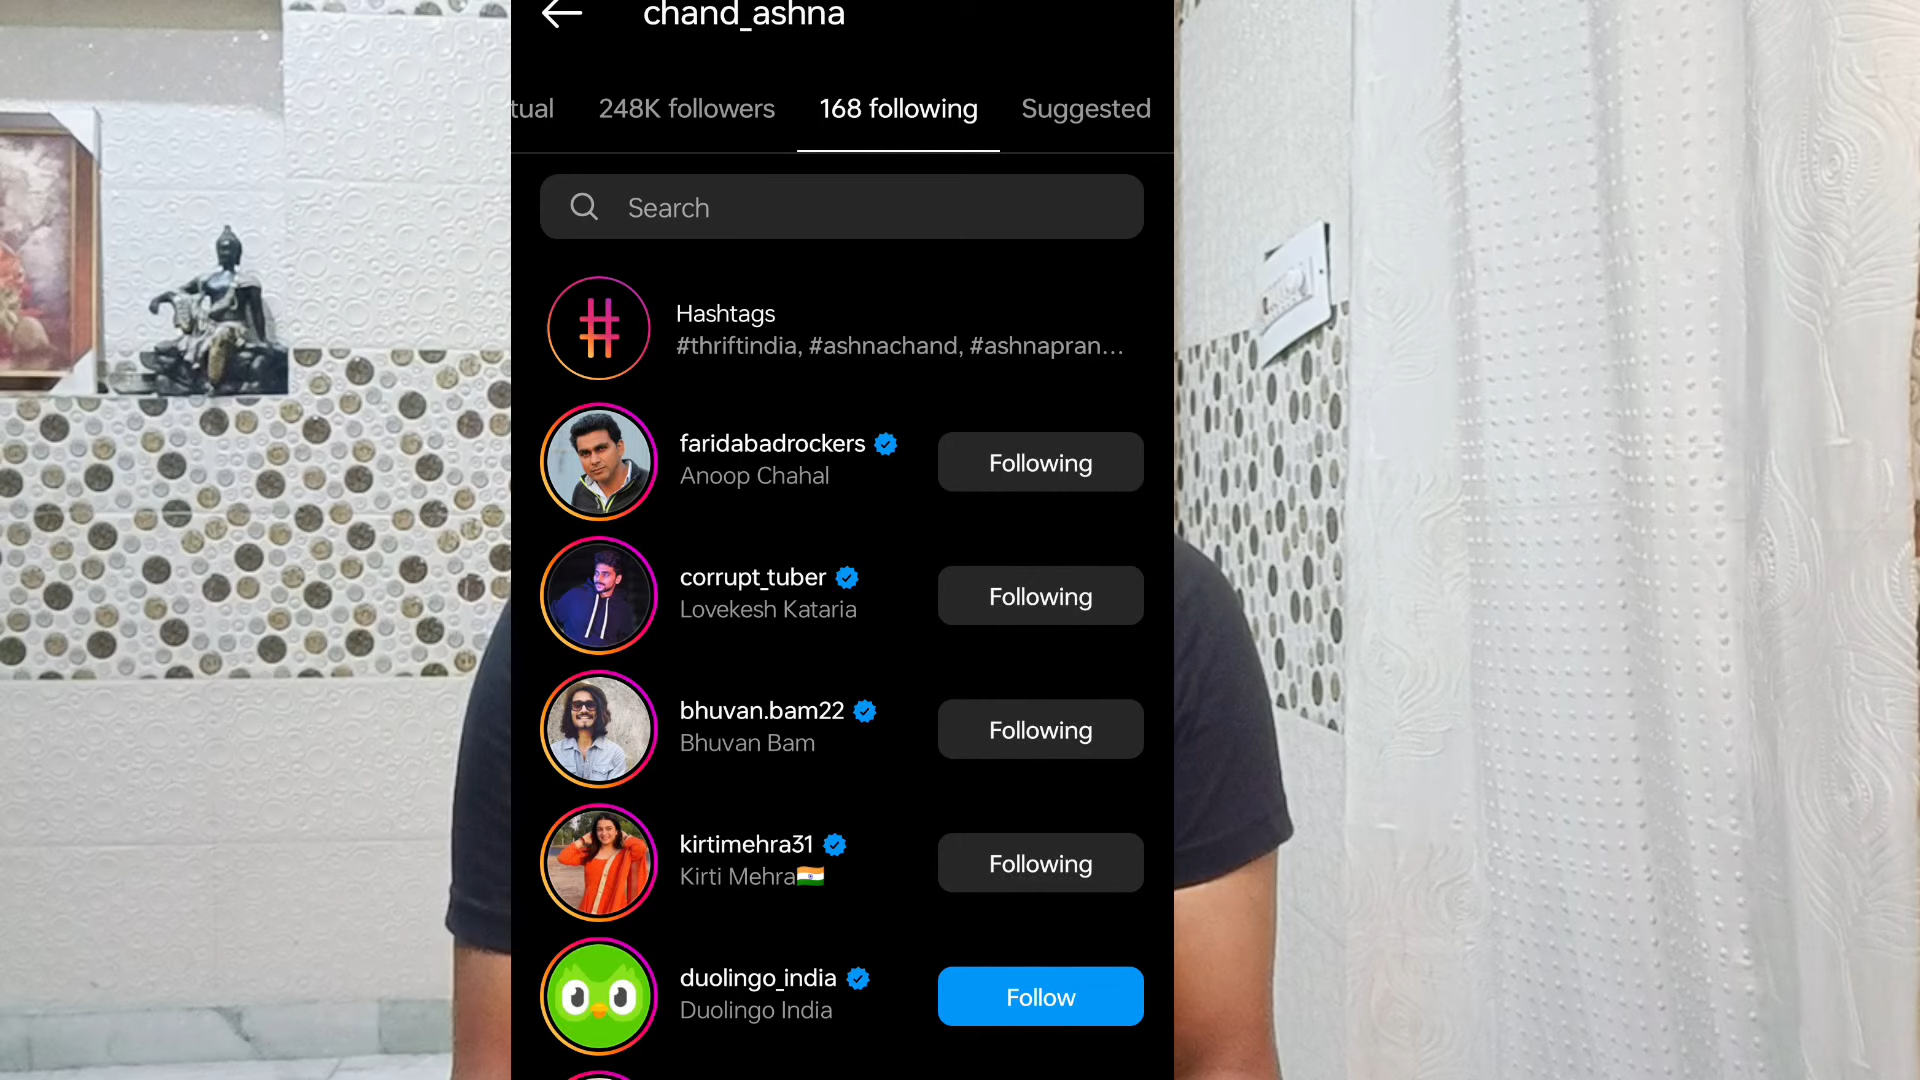 chand_ashna
tual 248K followers 168 following Suggested
Search
Hashtags
#thriftindia, #ashnachand, #ashnapran...
faridabadrockers
Anoop Chahal
Following
corrupt_tuber
Lovekesh Kataria
Following
bhuvan.bam22
Bhuvan Bam
Following
kirtimehra31
Kirti Mehra🇮🇳
Following
duolingo_india
Duolingo India
Follow